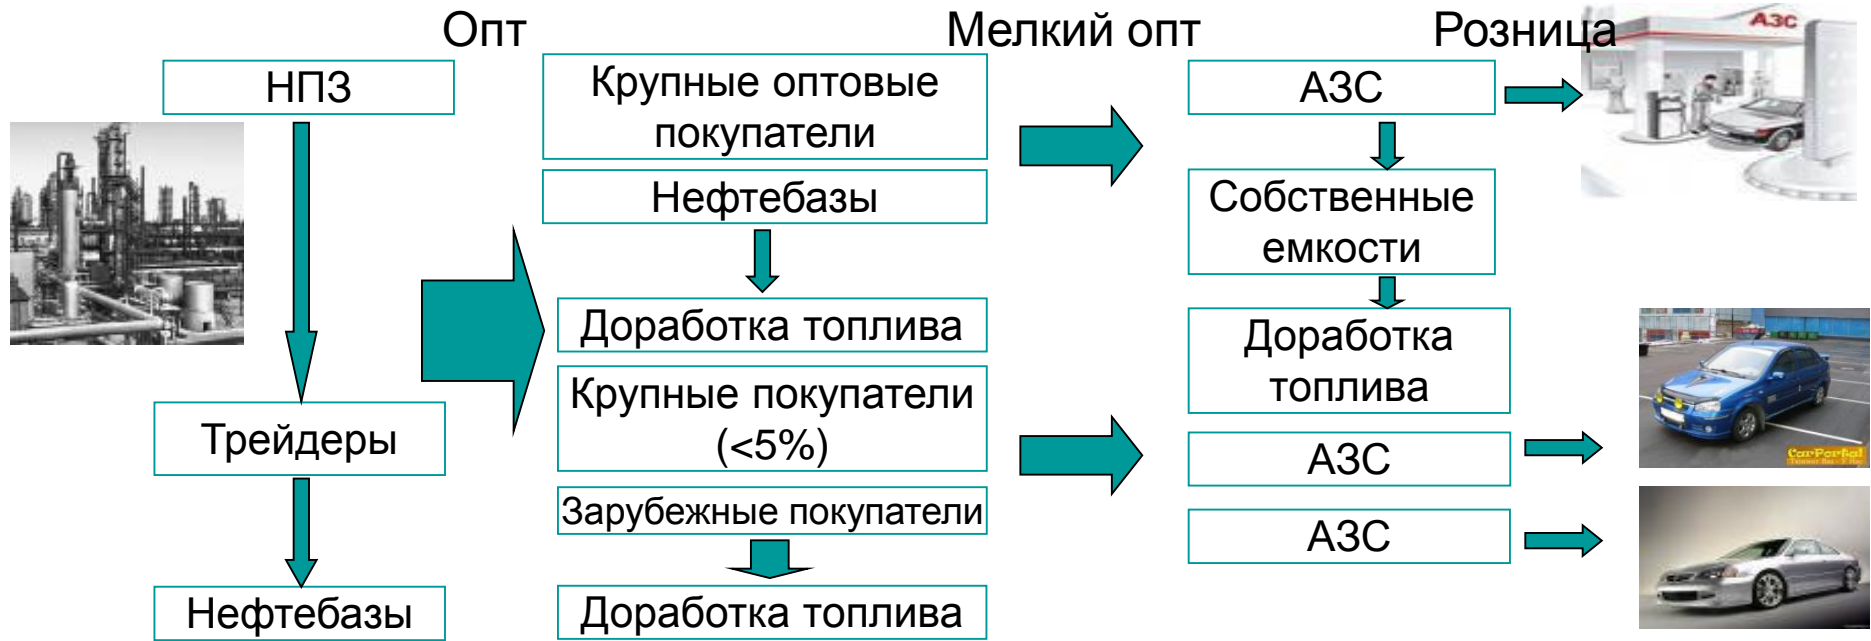 Опт
Мелкий опт
Розница
НПЗ
Трейдеры
Нефтебазы
Крупные оптовые
покупатели
Нефтебазы
Доработка топлива
Крупные покупатели
(<5%)
Зарубежные покупатели
Доработка топлива
АЗС
Собственные
емкости
Доработка
топлива
АЗС
АЗС
АЗС
CarPortal